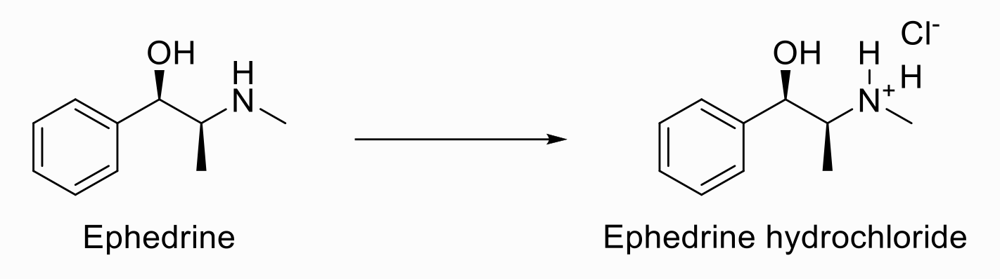 OH
H
N
Ephedrine
OH
H
H
N+
Cl-
Ephedrine hydrochloride